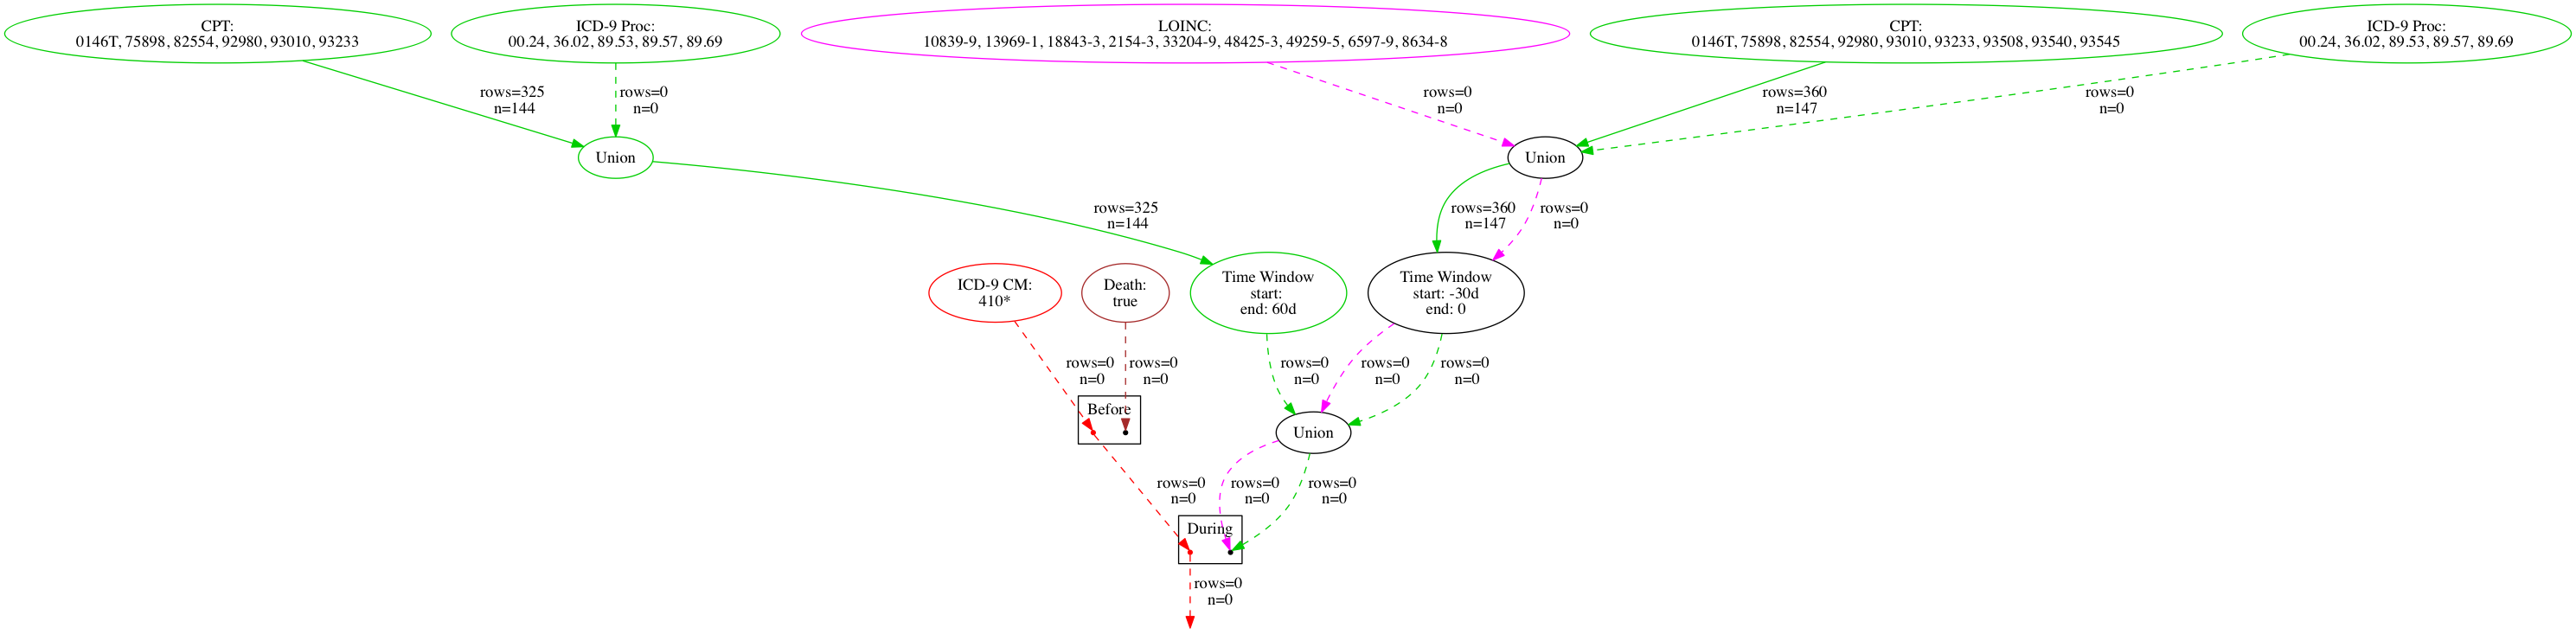 CPT:
0146T, 75898, 82554, 92980, 93010, 93233
ICD-9 Proc:
00.24, 36.02, 89.53, 89.57, 89.69
LOINC:
10839-9, 13969-1, 18843-3, 2154-3, 33204-9, 48425-3, 49259-5, 6597-9, 8634-8
CPT:
0146T, 75898, 82554, 92980, 93010, 93233, 93508, 93540, 93545
ICD-9 Proc:
00.24, 36.02, 89.53, 89.57, 89.69
rows=325
n=144
rows=0
n=0
rows=0
n=0
rows=360
n=147
rows=0
n=0
Union
Union
rows=325
n=144
rows=360
n=147
rows=0
n=0
ICD-9 CM:
410*
Death:
true
Time Window
start:
end: 60d
Time Window
start: -30d
end: 0
rows=0
n=0
rows=0
n=0
rows=0
n=0
rows=0
n=0
rows=0
n=0
Before
Union
rows=0
n=0
rows=0
n=0
rows=0
n=0
During
rows=0
n=0